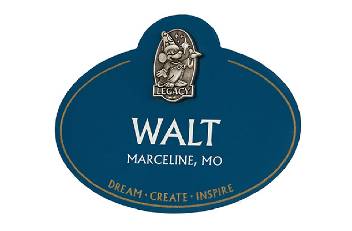 LEGACY
WALT
MARCELINE, MO
DREAM • CREATE • INSPIRE